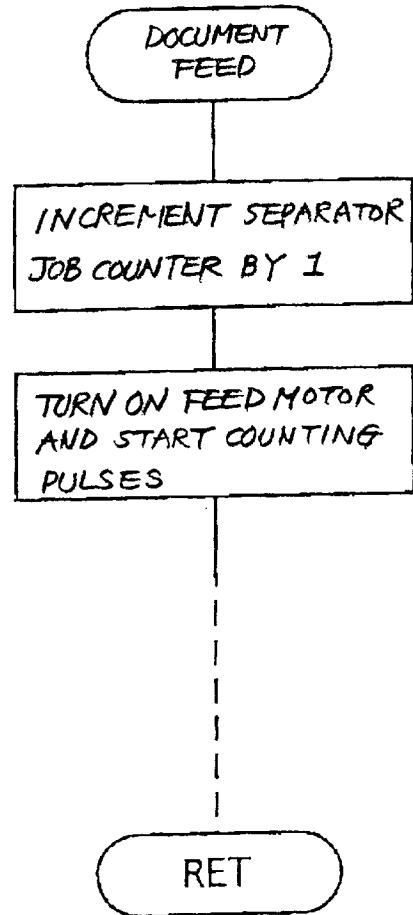 DOCUMENT
FEED
INCREMENT SEPARATOR
JOB COUNTER BY 1
TURN ON FEED MOTOR
AND START COUNTING
PULSES
RET